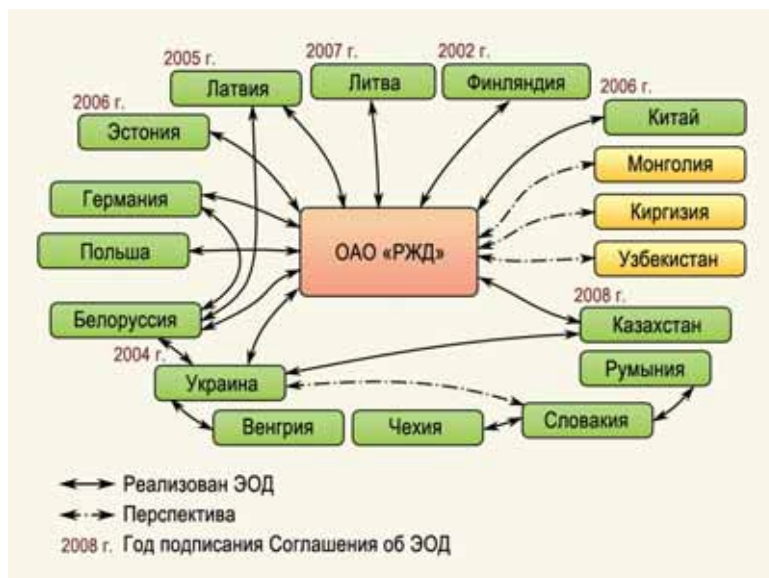 2005 г.
Латвия
2007 г.
Литва
2002 г.
Финляндия
2006 г.
Эстония
2006 г.
Китай
Монголия
Германия
Киргизия
Польша
ОАО «РЖД»
Узбекистан
Белоруссия
2008 г.
Казахстан
2004 г.
Украина
Румыния
Венгрия
Чехия
Словакия
Реализован ЭОД
Перспектива
2008 г. Год подписания Соглашения об ЭОД